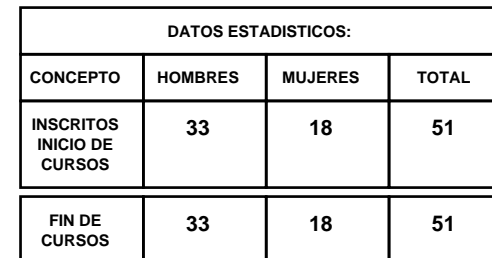 DATOS ESTADISTICOS:
CONCEPTO HOMBRES MUJERES TOTAL
INSCRITOS
INICIO DE
CURSOS
33 18 51
FIN DE
CURSOS
33 18 51